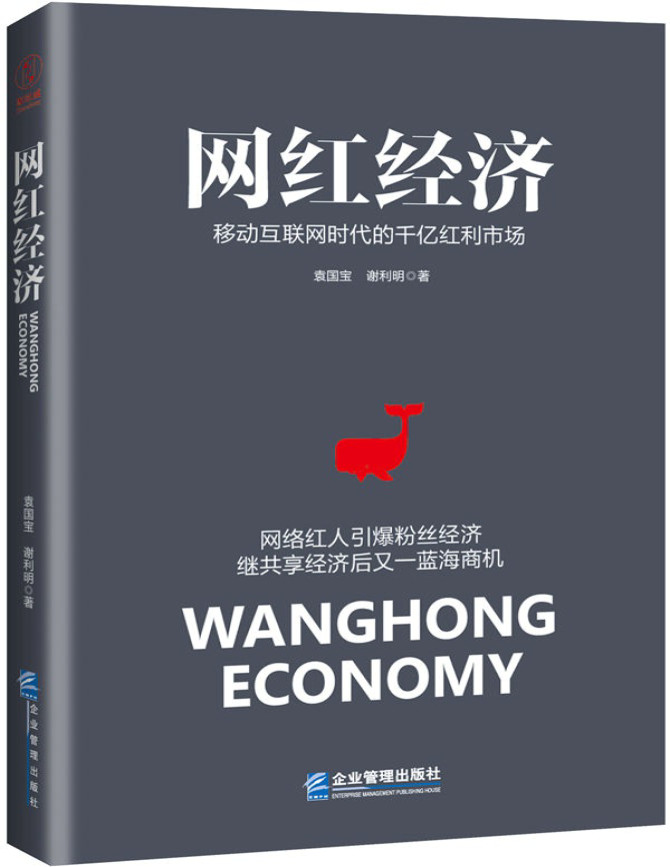 网红经济
移动互联网时代的千亿红利市场
袁国宝 谢利明◎著
网络红人引爆粉丝经济
继共享经济后又一蓝海商机
WANGHONG
ECONOMY
企业管理出版社
ENTERPRISE MANAGEMENT PUBLISHING HOUSE
网红经济
WANGHONG
ECONOMY
袁国宝 谢利明◎著
企业管理出版社